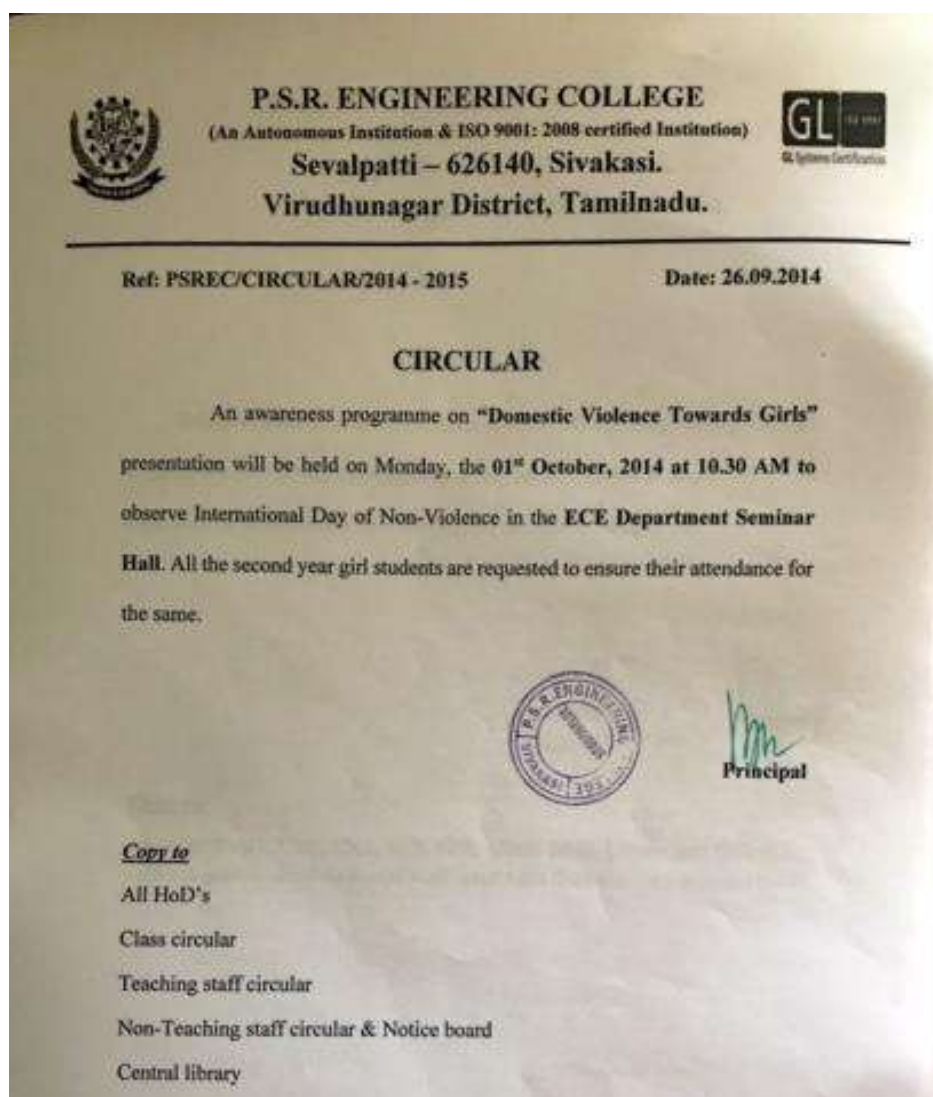 P.S.R. ENGINEERING COLLEGE
(An Autonomous Institution & ISO 9001: 2008 certified Institution)
Sevalpatti – 626140, Sivakasi.
Virudhunagar District, Tamilnadu.
GL
GL Systems Certification
Ref: PSREC/CIRCULAR/2014 - 2015 Date: 26.09.2014
CIRCULAR
An awareness programme on “Domestic Violence Towards Girls”
presentation will be held on Monday, the 01st October, 2014 at 10.30 AM to
observe International Day of Non-Violence in the ECE Department Seminar
Hall. All the second year girl students are requested to ensure their attendance for
the same.
P.S.R. ENGINEERING
SIVAKASI
Principal
Copy to
All HoD's
Class circular
Teaching staff circular
Non-Teaching staff circular & Notice board
Central library